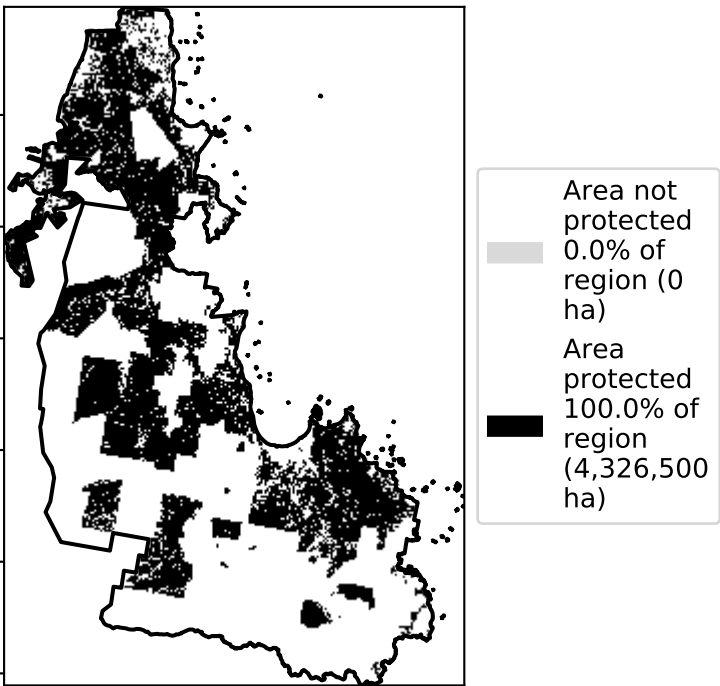 Area not
protected
0.0% of
region (0
ha)
Area
protected
100.0% of
region
(4,326,500
ha)